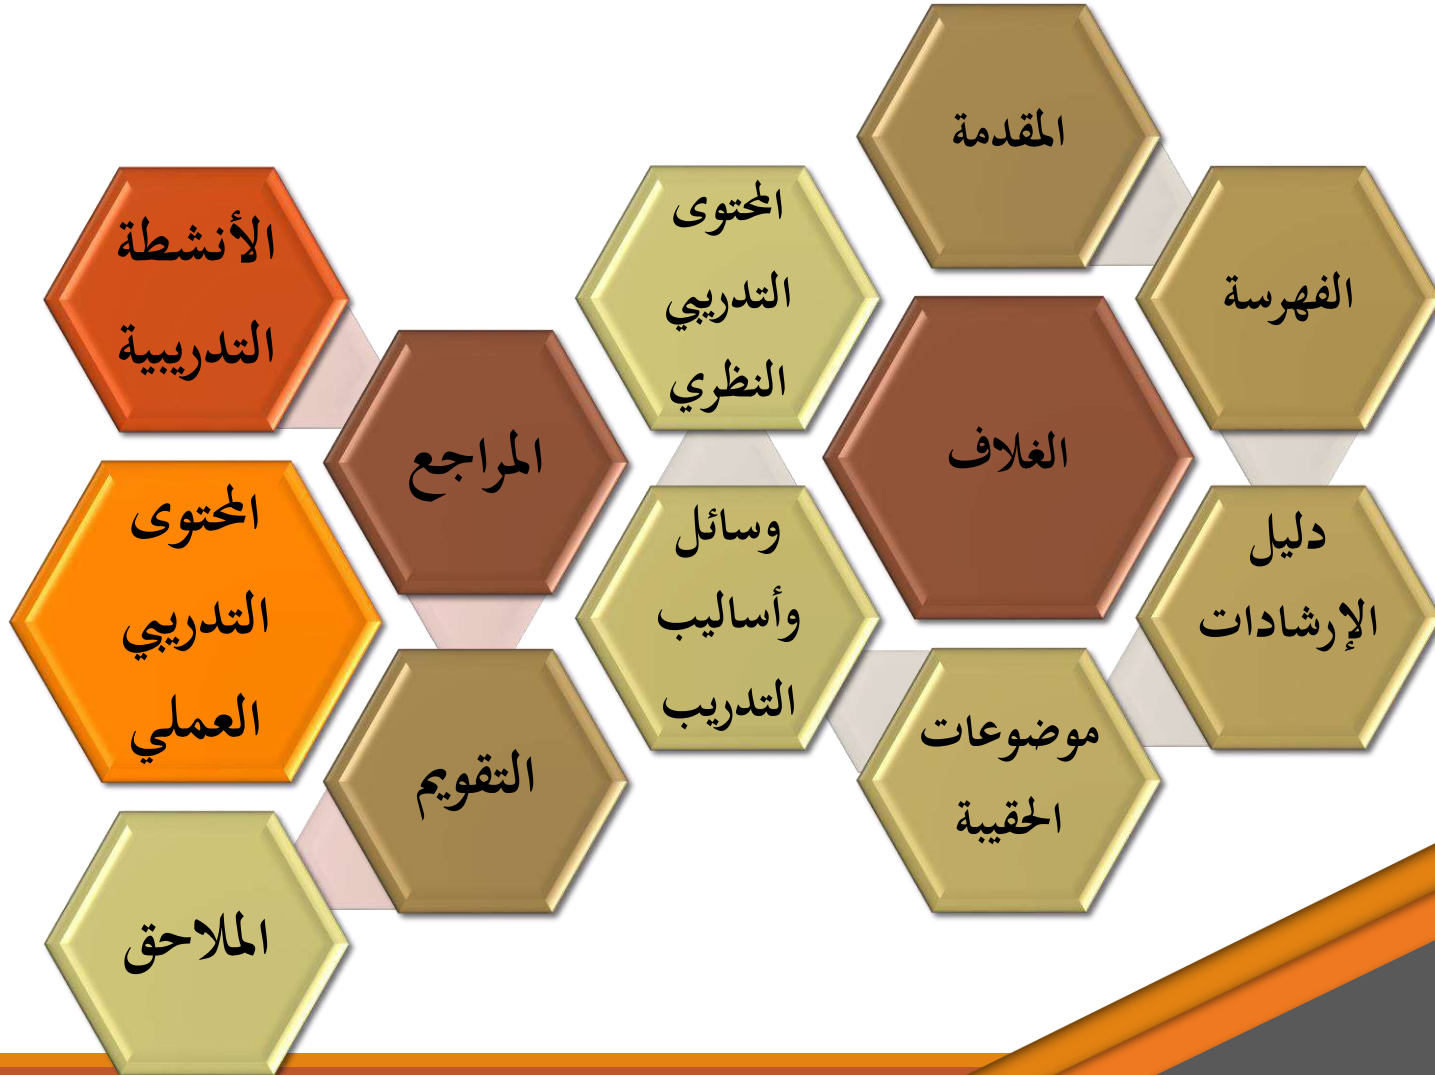 المقدمة
الفهرسة
الغلاف
دليل
الإرشادات
موضوعات
الحقيبة
وسائل
وأساليب
التدريب
المحتوى
التدريبي
النظري
الأنشطة
التدريبية
المراجع
المحتوى
التدريبي
العملي
التقويم
الملاحق